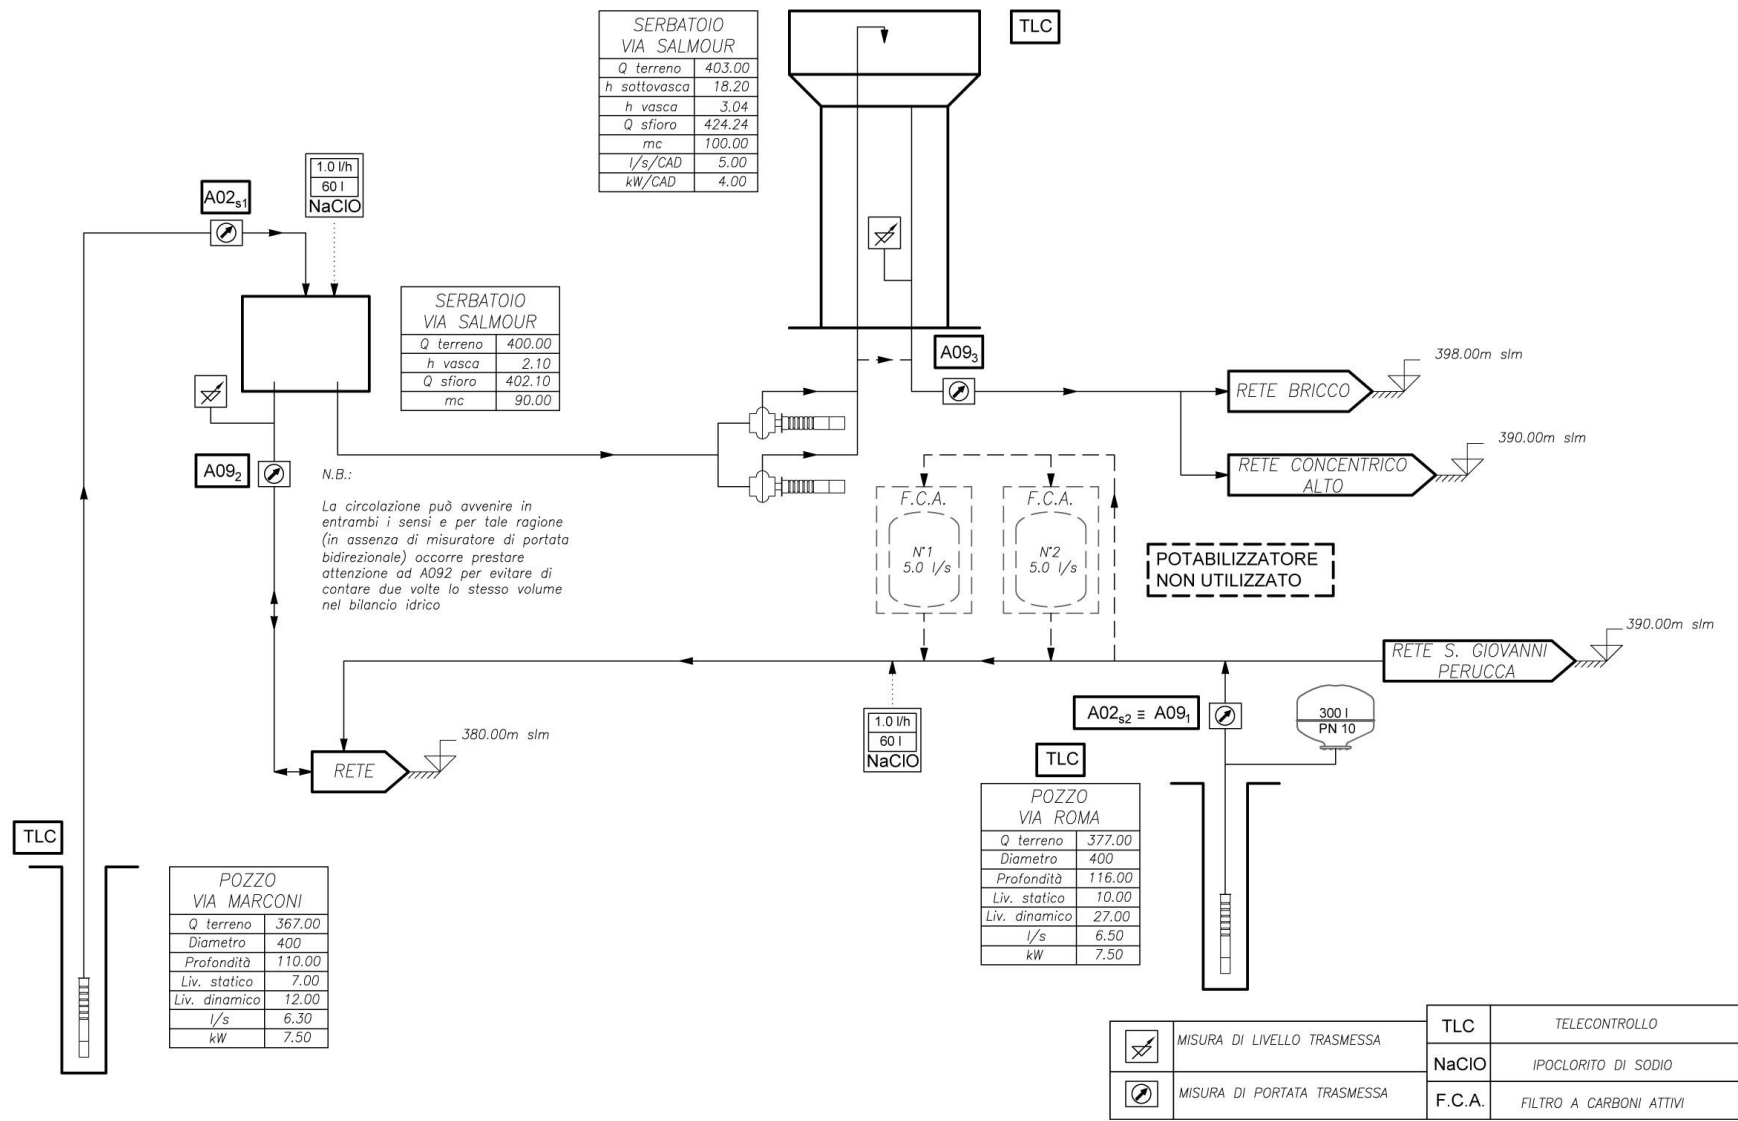 SERBATOIO
VIA SALMOUR
Q terreno 403.00
h sottovasca 18.20
h vasca 3.04
Q sfioro 424.24
mc 100.00
l/s/CAD 5.00
kW/CAD 4.00
TLC
1.0 l/h
60 l
NaClO
A02s1
SERBATOIO
VIA SALMOUR
Q terreno 400.00
h vasca 2.10
Q sfioro 402.10
mc 90.00
A093
398.00m slm
RETE BRICCO
390.00m slm
RETE CONCENTRICO
ALTO
A092
N.B.:
La circolazione può avvenire in
entrambi i sensi e per tale ragione
(in assenza di misuratore di portata
bidirezionale) occorre prestare
attenzione ad A092 per evitare di
contare due volte lo stesso volume
nel bilancio idrico
F.C.A.
N°1
5.0 l/s
F.C.A.
N°2
5.0 l/s
POTABILIZZATORE
NON UTILIZZATO
390.00m slm
RETE S. GIOVANNI
PERUCCA
A02s2 ≡ A091
300 l
PN 10
1.0 l/h
60 l
NaClO
380.00m slm
RETE
TLC
POZZO
VIA ROMA
Q terreno 377.00
Diametro 400
Profondità 116.00
Liv. statico 10.00
Liv. dinamico 27.00
l/s 6.50
kW 7.50
TLC
POZZO
VIA MARCONI
Q terreno 367.00
Diametro 400
Profondità 110.00
Liv. statico 7.00
Liv. dinamico 12.00
l/s 6.30
kW 7.50
MISURA DI LIVELLO TRASMESSA
MISURA DI PORTATA TRASMESSA
TLC TELECONTROLLO
NaClO IPOCLORITO DI SODIO
F.C.A. FILTRO A CARBONI ATTIVI